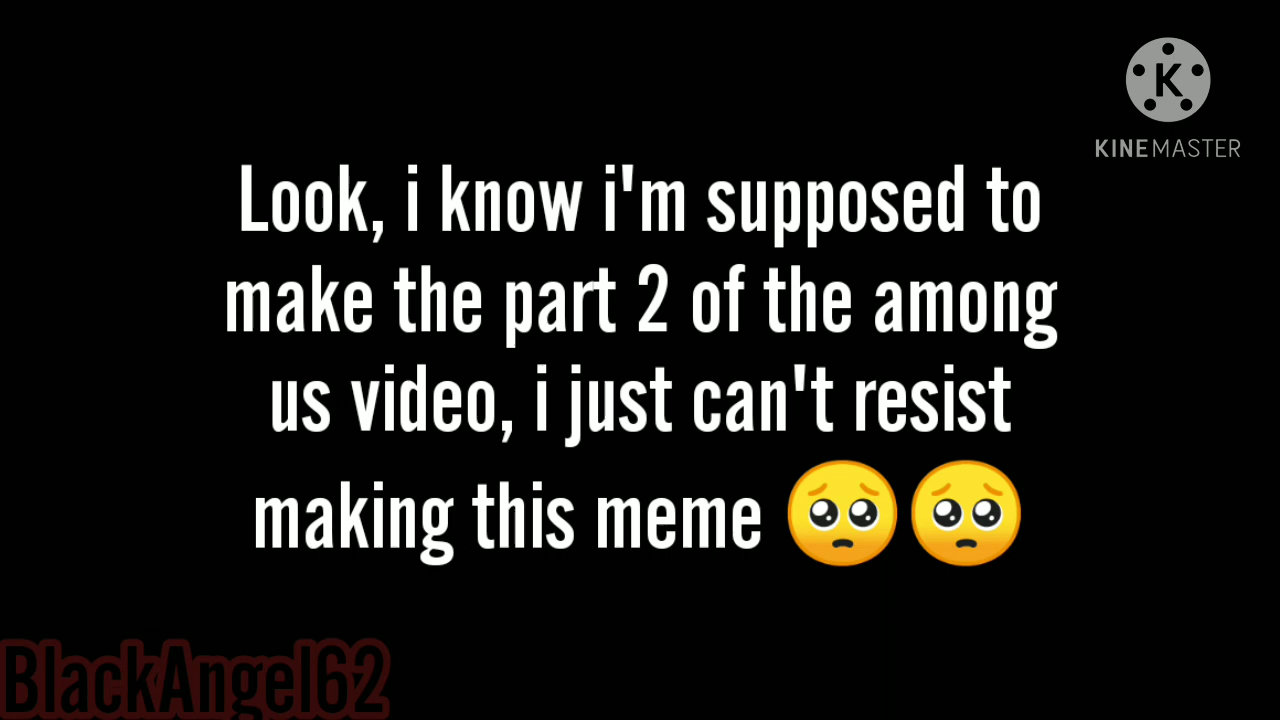 K
KINEMASTER
Look, i know i'm supposed to
make the part 2 of the among
us video, i just can't resist
making this meme 🥺🥺
BlackAngel62